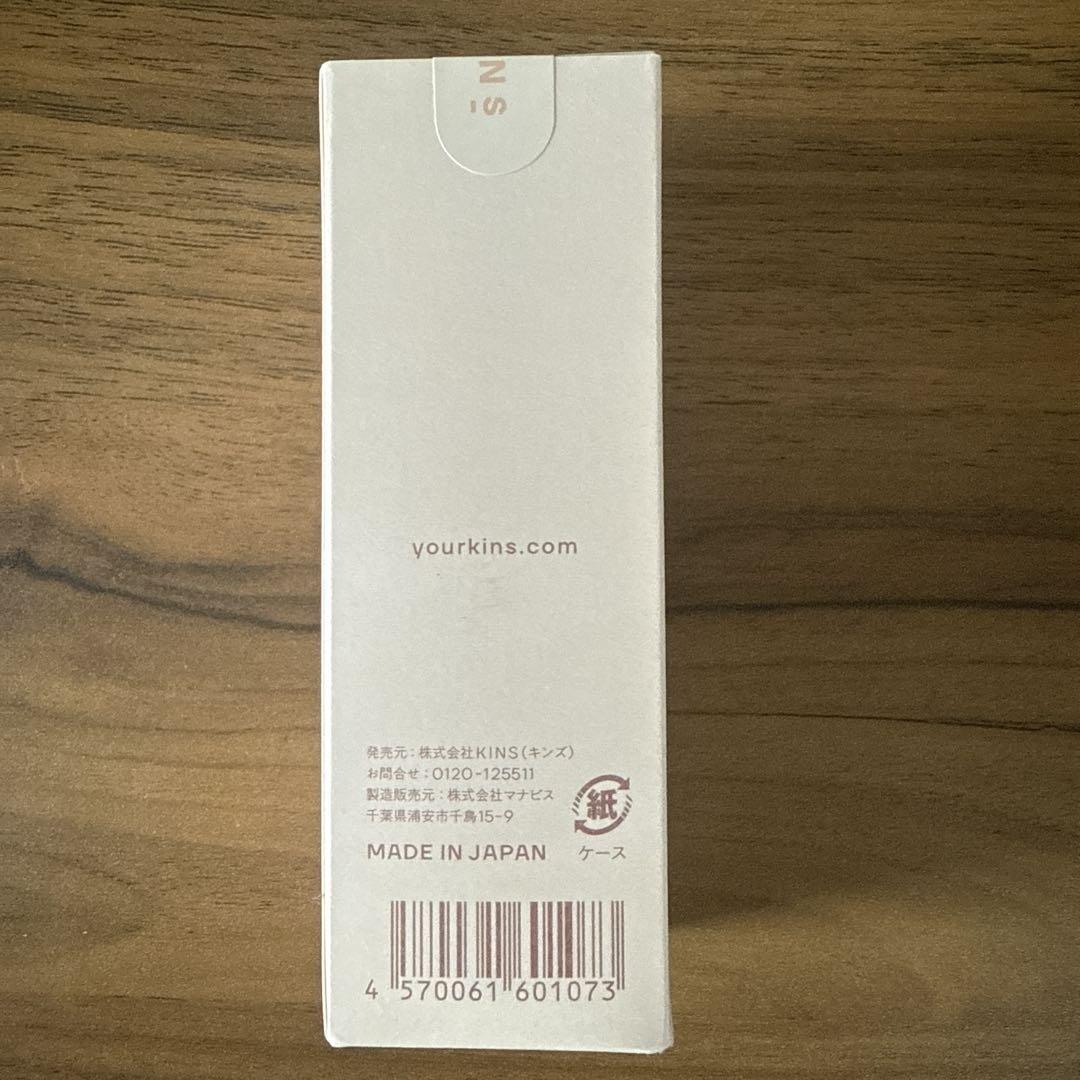 NS
yourkins.com
発売元：株式会社KINS（キンズ）
お問合せ：0120-125511
製造販売元：株式会社マナビス
千葉県浦安市千鳥15-9
紙
MADE IN JAPAN
ケース
4 570061 601073